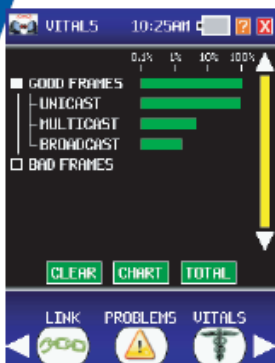 VITALS 10:25AM ? X
0.1% 1% 10% 100%
GOOD FRAMES
UNICAST
MULTICAST
BROADCAST
BAD FRAMES
CLEAR CHART TOTAL
LINK PROBLEMS VITALS